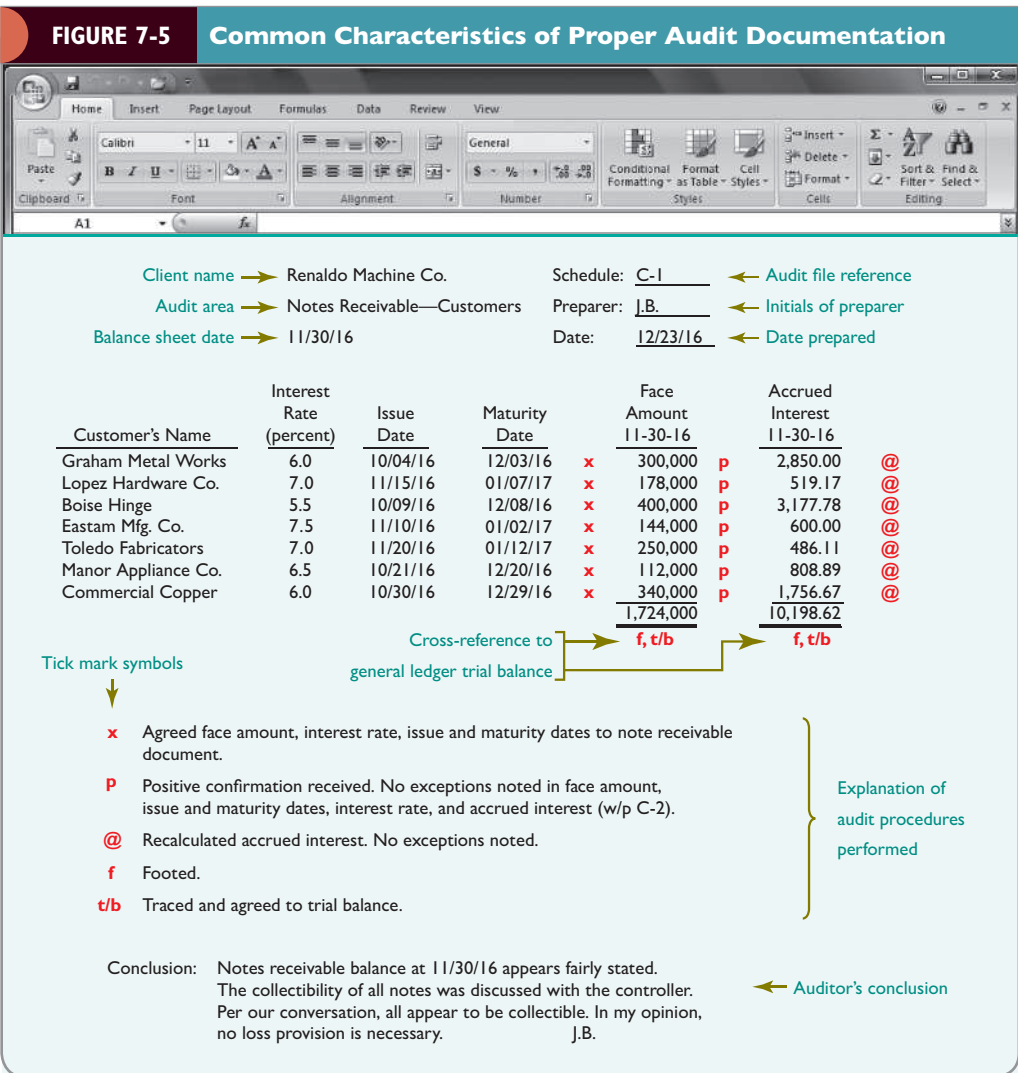 FIGURE 7-5 Common Characteristics of Proper Audit Documentation
Home Insert Page Layout Formulas Data Review View
Calibri 11 A A General Insert Σ
Paste B I U A $ % , Conditional Formatting Format as Table Cell Styles Delete Format Sort & Filter Find & Select
Clipboard Font Alignment Number Styles Cells Editing
A1 fx
Client name Renaldo Machine Co. Schedule: C-1 Audit file reference
Audit area Notes Receivable—Customers Preparer: J.B. Initials of preparer
Balance sheet date 11/30/16 Date: 12/23/16 Date prepared
Interest Face Accrued
Rate Issue Maturity Amount Interest
Customer's Name (percent) Date Date 11-30-16 11-30-16
Graham Metal Works 6.0 10/04/16 12/03/16 x 300,000 p 2,850.00 @
Lopez Hardware Co. 7.0 11/15/16 01/07/17 x 178,000 p 519.17 @
Boise Hinge 5.5 10/09/16 12/08/16 x 400,000 p 3,177.78 @
Eastam Mfg. Co. 7.5 11/10/16 01/02/17 x 144,000 p 600.00 @
Toledo Fabricators 7.0 11/20/16 01/12/17 x 250,000 p 486.11 @
Manor Appliance Co. 6.5 10/21/16 12/20/16 x 112,000 p 808.89 @
Commercial Copper 6.0 10/30/16 12/29/16 x 340,000 p 1,756.67 @
1,724,000 10,198.62
Cross-reference to f, t/b f, t/b
general ledger trial balance
Tick mark symbols
x Agreed face amount, interest rate, issue and maturity dates to note receivable
document.
p Positive confirmation received. No exceptions noted in face amount,
issue and maturity dates, interest rate, and accrued interest (w/p C-2).
@ Recalculated accrued interest. No exceptions noted.
f Footed.
t/b Traced and agreed to trial balance.
Explanation of
audit procedures
performed
Conclusion: Notes receivable balance at 11/30/16 appears fairly stated.
The collectibility of all notes was discussed with the controller.
Per our conversation, all appear to be collectible. In my opinion,
no loss provision is necessary. J.B.
Auditor's conclusion